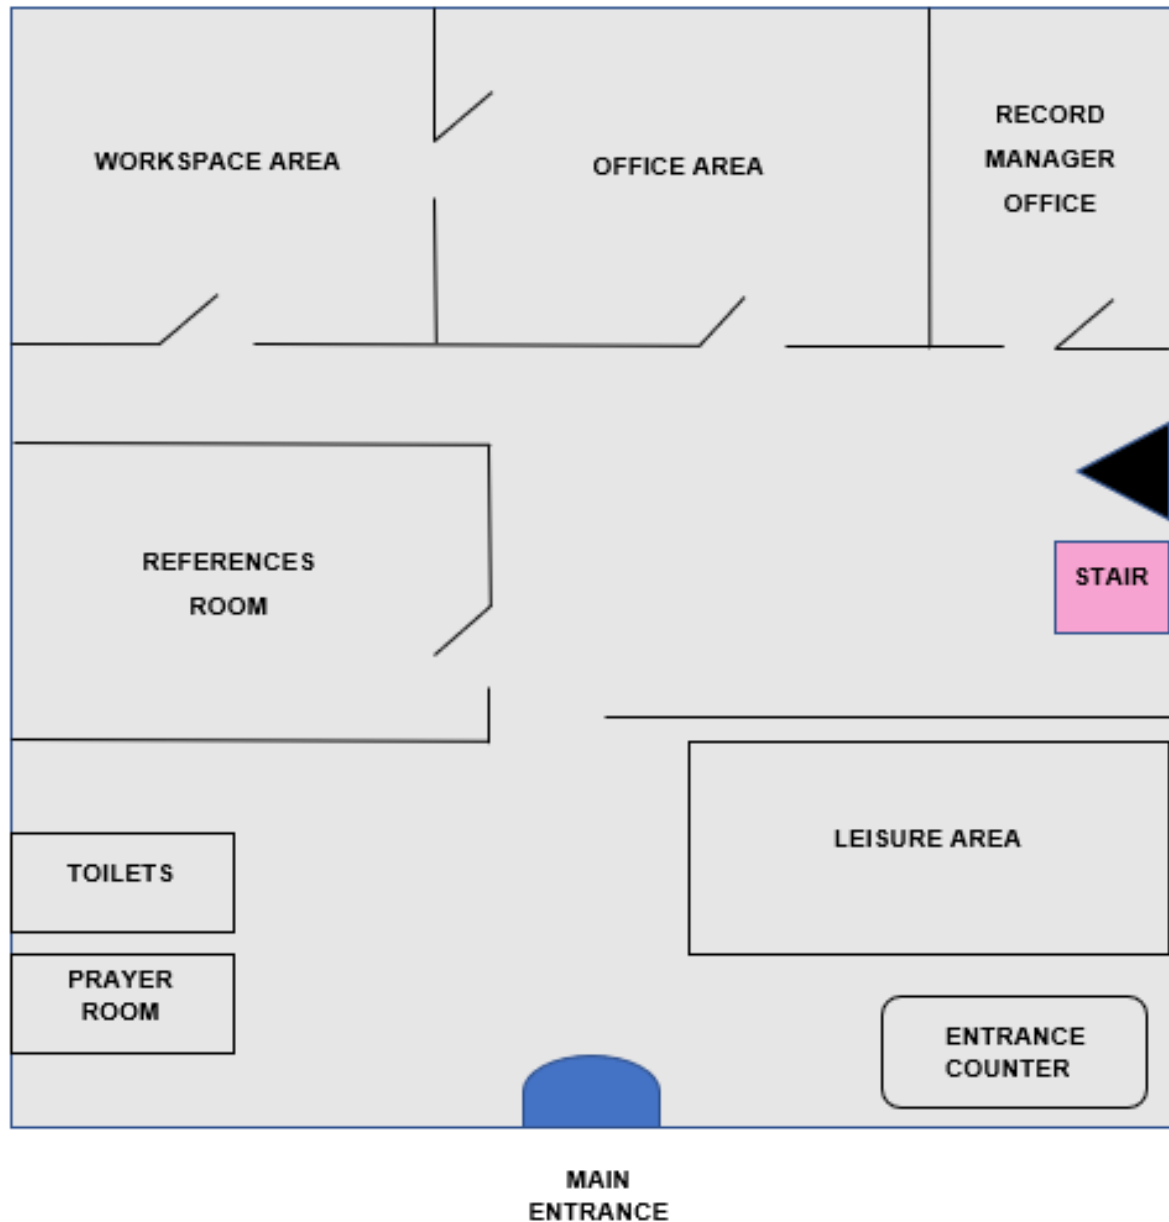 WORKSPACE AREA
OFFICE AREA
RECORD
MANAGER
OFFICE
REFERENCES
ROOM
STAIR
LEISURE AREA
TOILETS
PRAYER
ROOM
ENTRANCE
COUNTER
MAIN
ENTRANCE